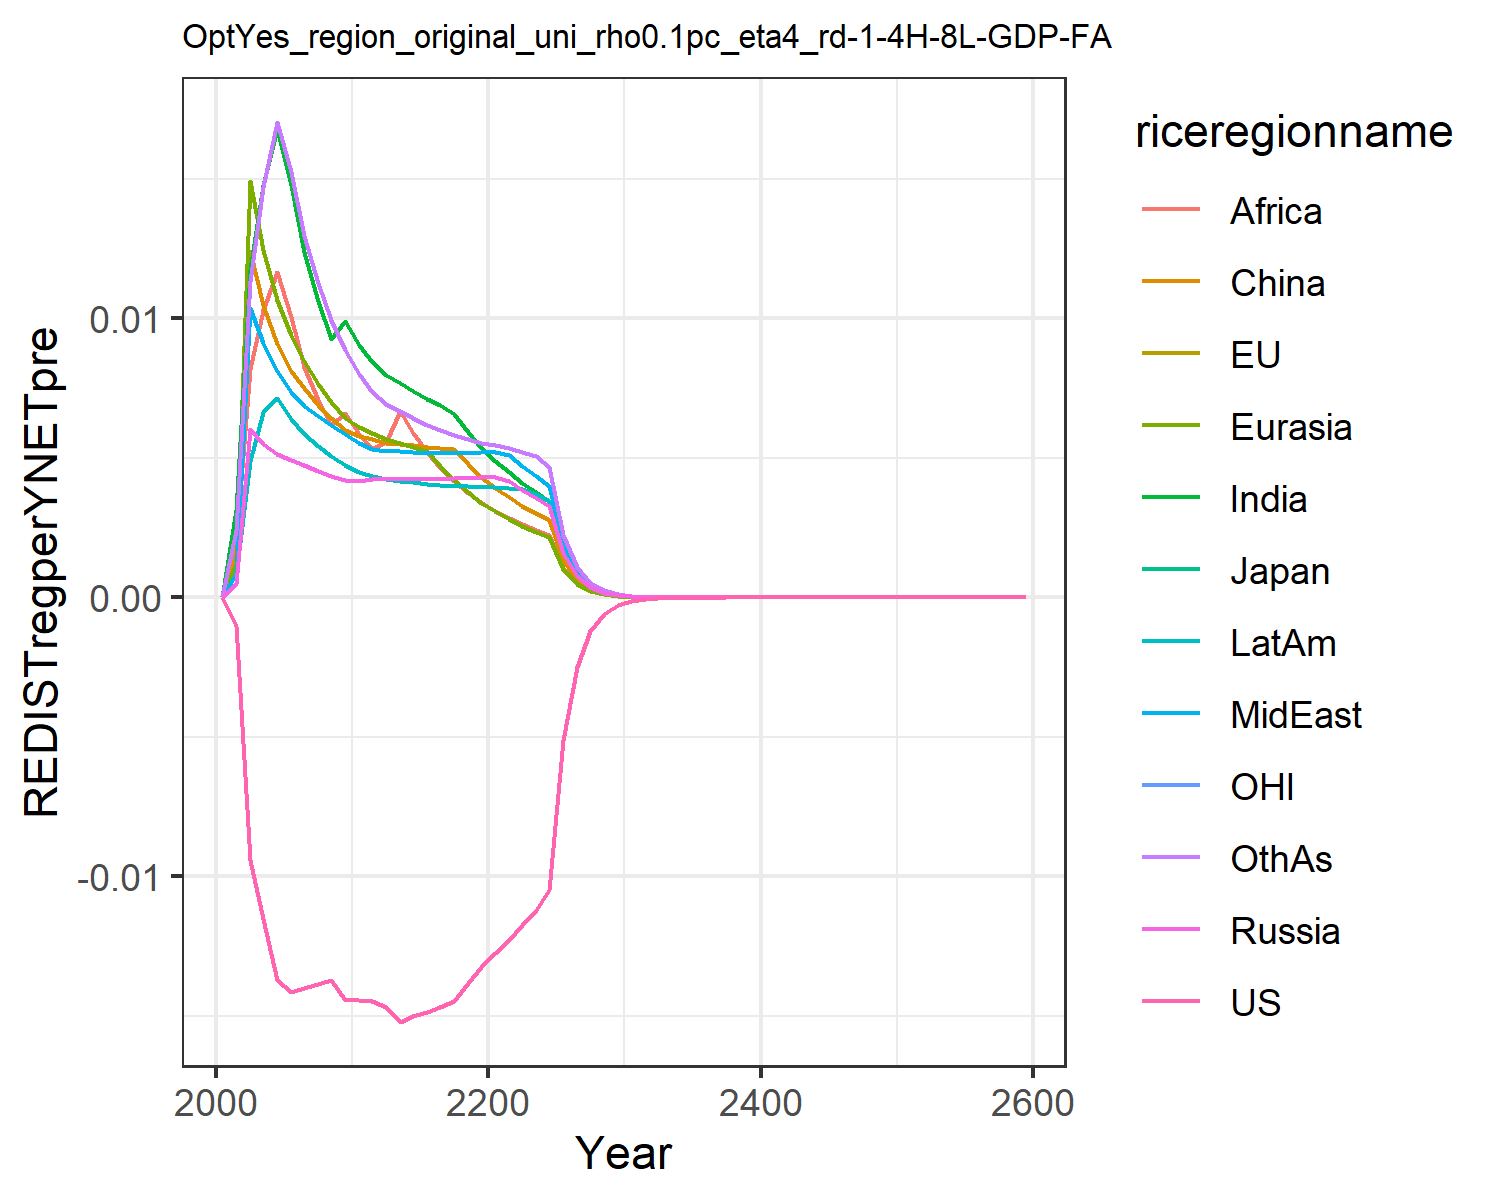 OptYes_region_original_uni_rho0.1pc_eta4_rd-1-4H-8L-GDP-FA
REDISTregperYNETpre
0.01
0.00
-0.01
2000 2200 2400 2600
Year
riceregionname
Africa
China
EU
Eurasia
India
Japan
LatAm
MidEast
OHI
OthAs
Russia
US